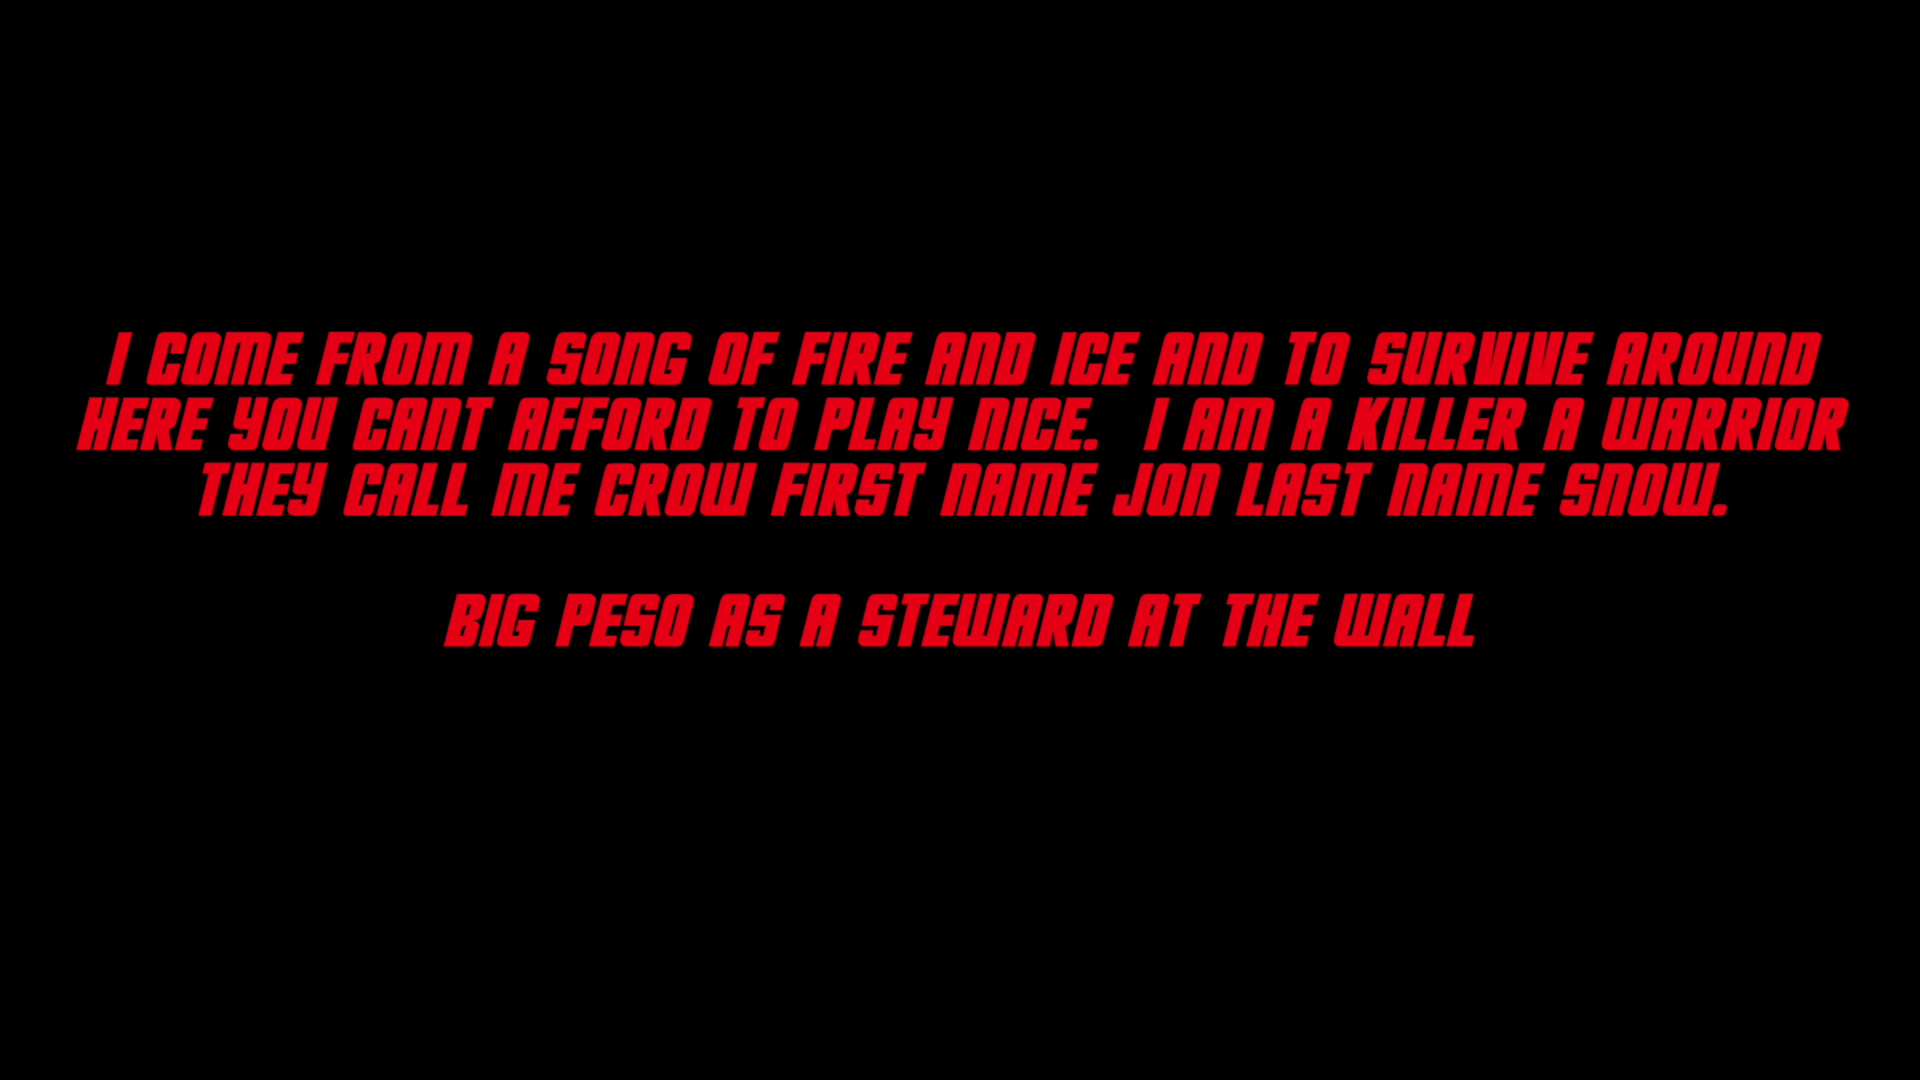 I COME FROM A SONG OF FIRE AND ICE AND TO SURVIVE AROUND
HERE YOU CANT AFFORD TO PLAY NICE. I AM A KILLER A WARRIOR
THEY CALL ME CROW FIRST NAME JON LAST NAME SNOW.
BIG PESO AS A STEWARD AT THE WALL